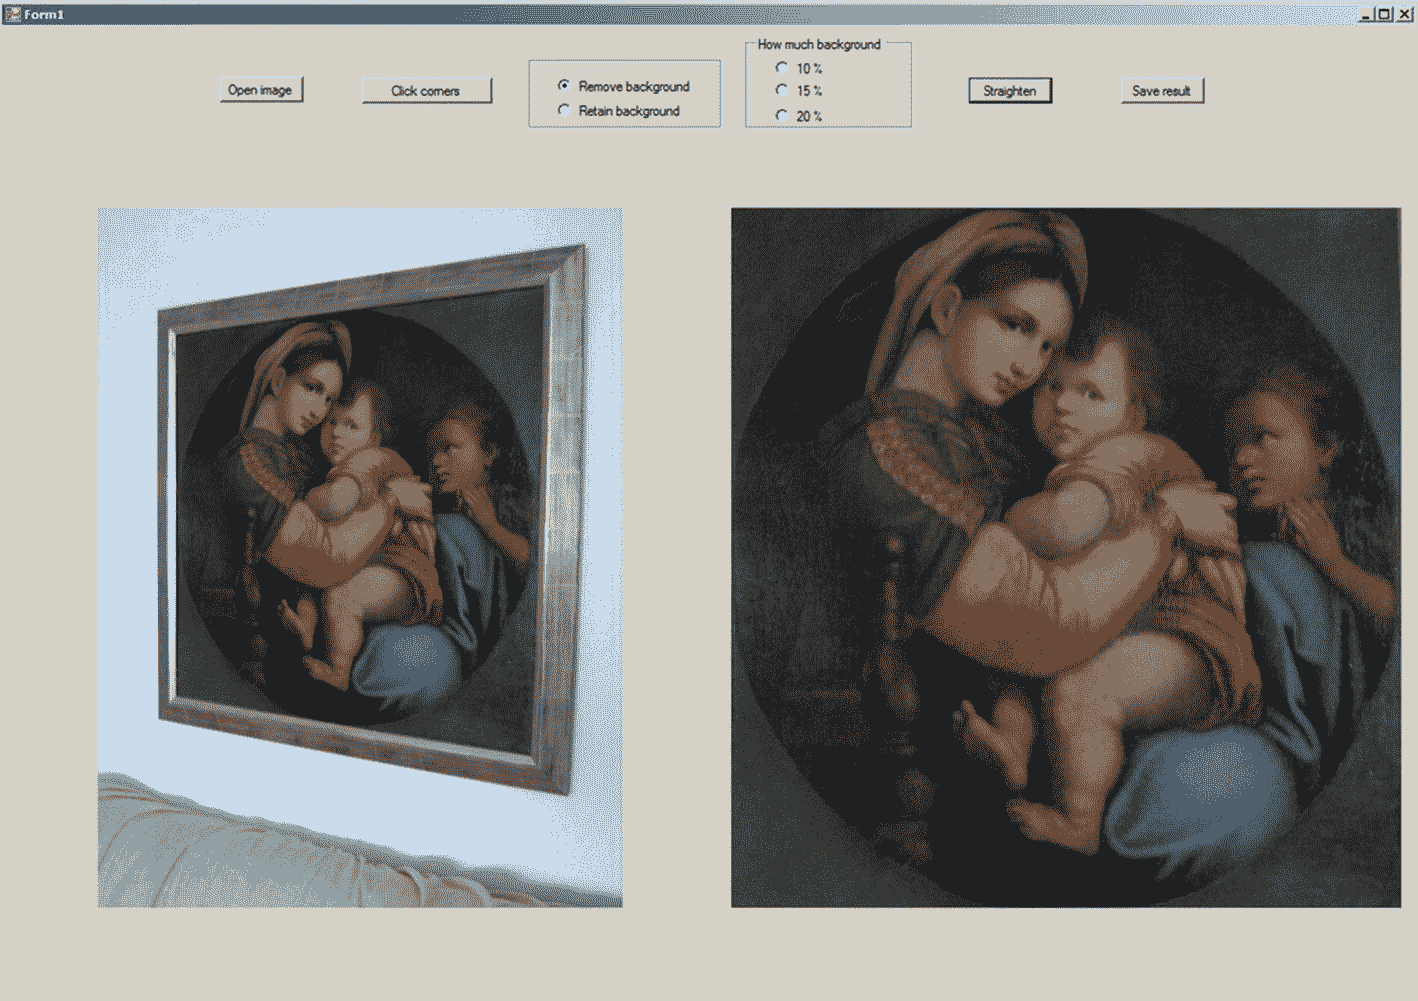 Form1
Open image
Click corners
Remove background
Retain background
How much background
10 %
15 %
20 %
Straighten
Save result